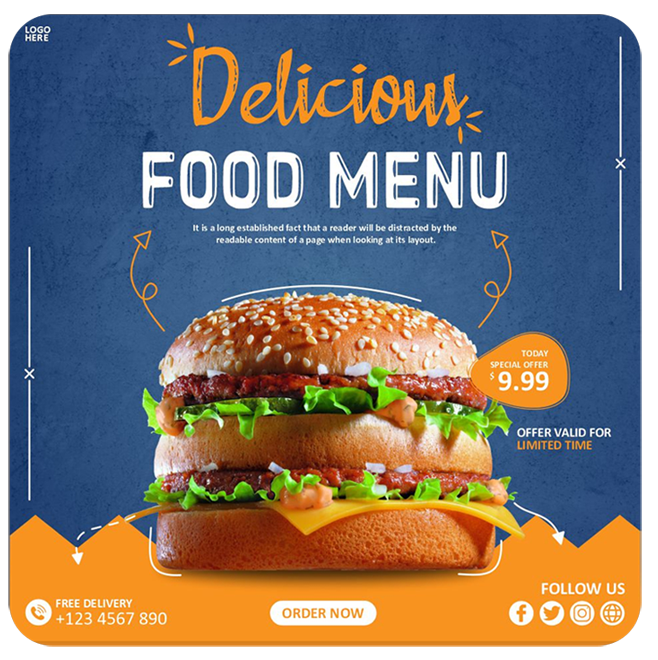 LOGO
HERE
Delicious
FOOD MENU
It is a long established fact that a reader will be distracted by the
readable content of a page when looking at its layout.
TODAY
SPECIAL OFFER
$9.99
OFFER VALID FOR
LIMITED TIME
FREE DELIVERY
+123 4567 890
ORDER NOW
FOLLOW US